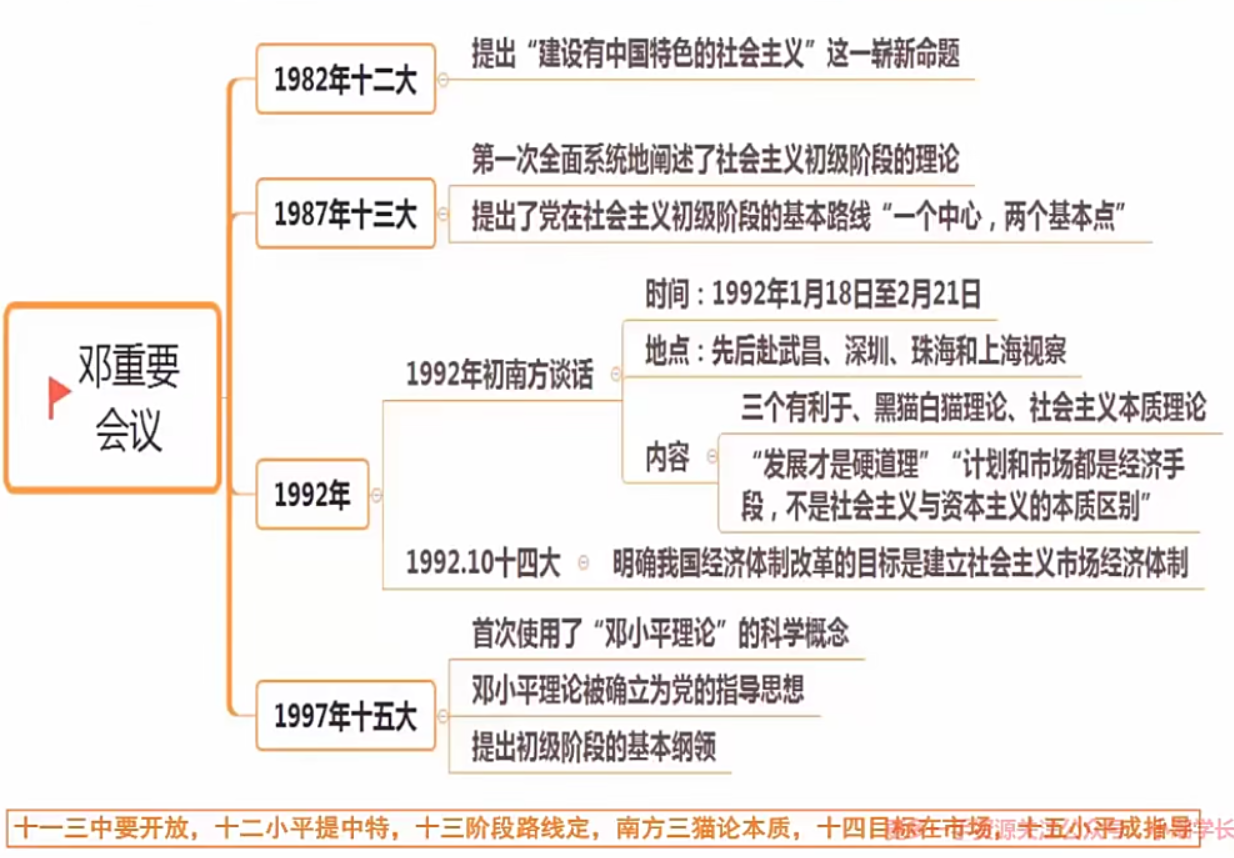 1982年十二大
提出“建设有中国特色的社会主义”这一崭新命题
1987年十三大
第一次全面系统地阐述了社会主义初级阶段的理论
提出了党在社会主义初级阶段的基本路线“一个中心，两个基本点”
邓重要
会议
1992年
1992年初南方谈话
时间：1992年1月18日至2月21日
地点：先后赴武昌、深圳、珠海和上海视察
内容
三个有利于、黑猫白猫理论、社会主义本质理论
“发展才是硬道理”“计划和市场都是经济手
段，不是社会主义与资本主义的本质区别”
1992.10十四大
明确我国经济体制改革的目标是建立社会主义市场经济体制
1997年十五大
首次使用了“邓小平理论”的科学概念
邓小平理论被确立为党的指导思想
提出初级阶段的基本纲领
十一三中要开放，十二小平提中特，十三阶段路线定，南方三猫论本质，十四目标在市场，十五小平成指导